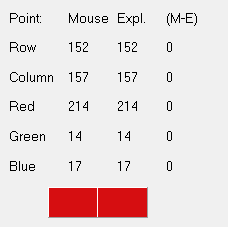 Point: Mouse Expl. (M-E)
Row 152 152 0
Column 157 157 0
Red 214 214 0
Green 14 14 0
Blue 17 17 0